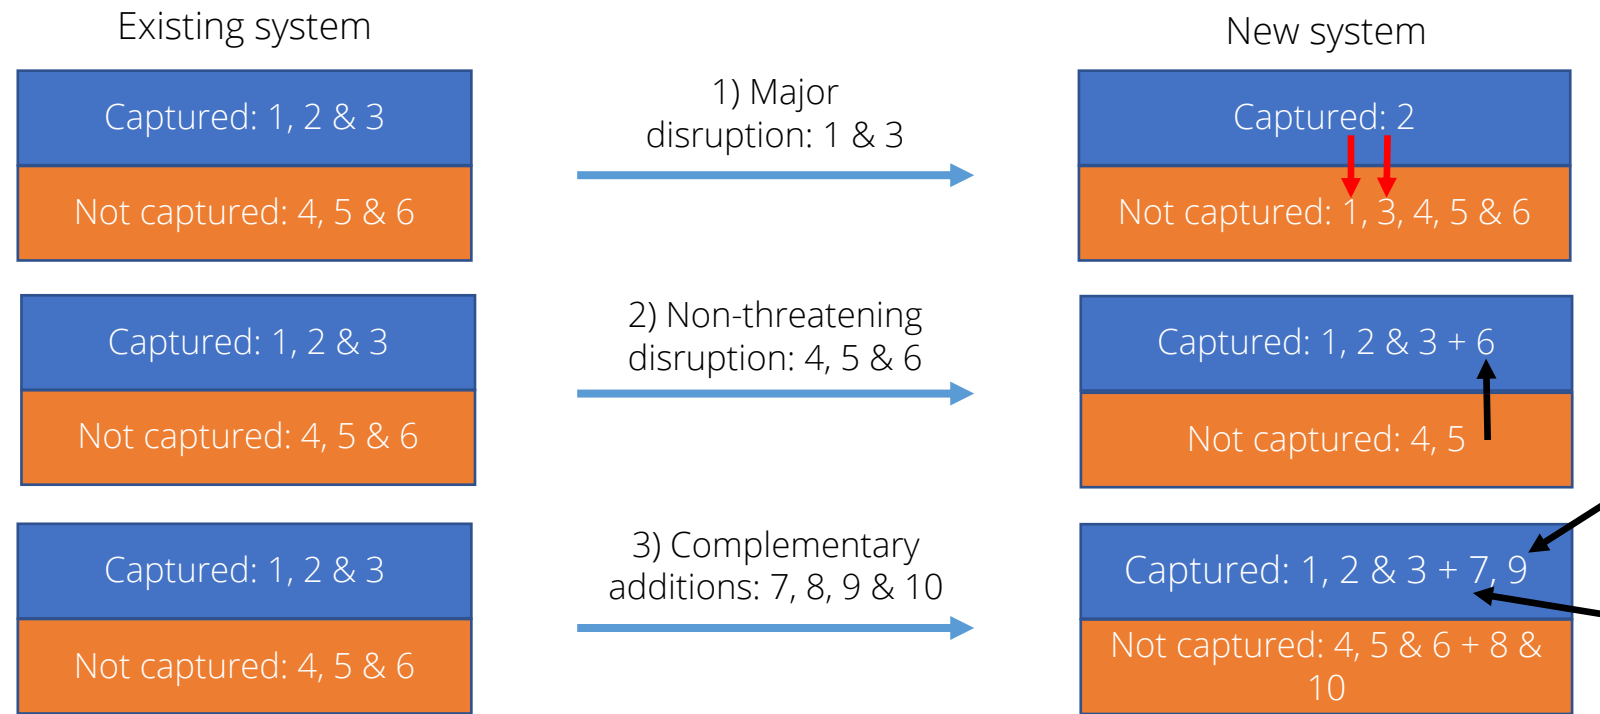 Existing system
New system
Captured: 1, 2 & 3
Not captured: 4, 5 & 6
1) Major
disruption: 1 & 3
Captured: 2
Not captured: 1, 3, 4, 5 & 6
Captured: 1, 2 & 3
Not captured: 4, 5 & 6
2) Non-threatening
disruption: 4, 5 & 6
Captured: 1, 2 & 3 + 6
Not captured: 4, 5
Captured: 1, 2 & 3
Not captured: 4, 5 & 6
3) Complementary
additions: 7, 8, 9 & 10
Captured: 1, 2 & 3 + 7, 9
Not captured: 4, 5 & 6 + 8 &
10